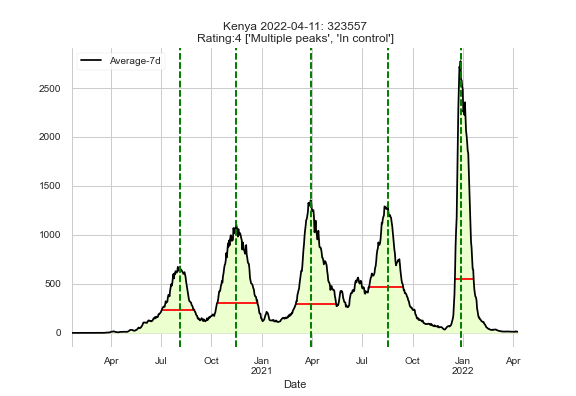 Kenya 2022-04-11: 323557
Rating:4 ['Multiple peaks', 'In control']
Average-7d
2500
2000
1500
1000
500
0
Apr Jul Oct Jan Apr Jul Oct Jan Apr
2021 2022
Date